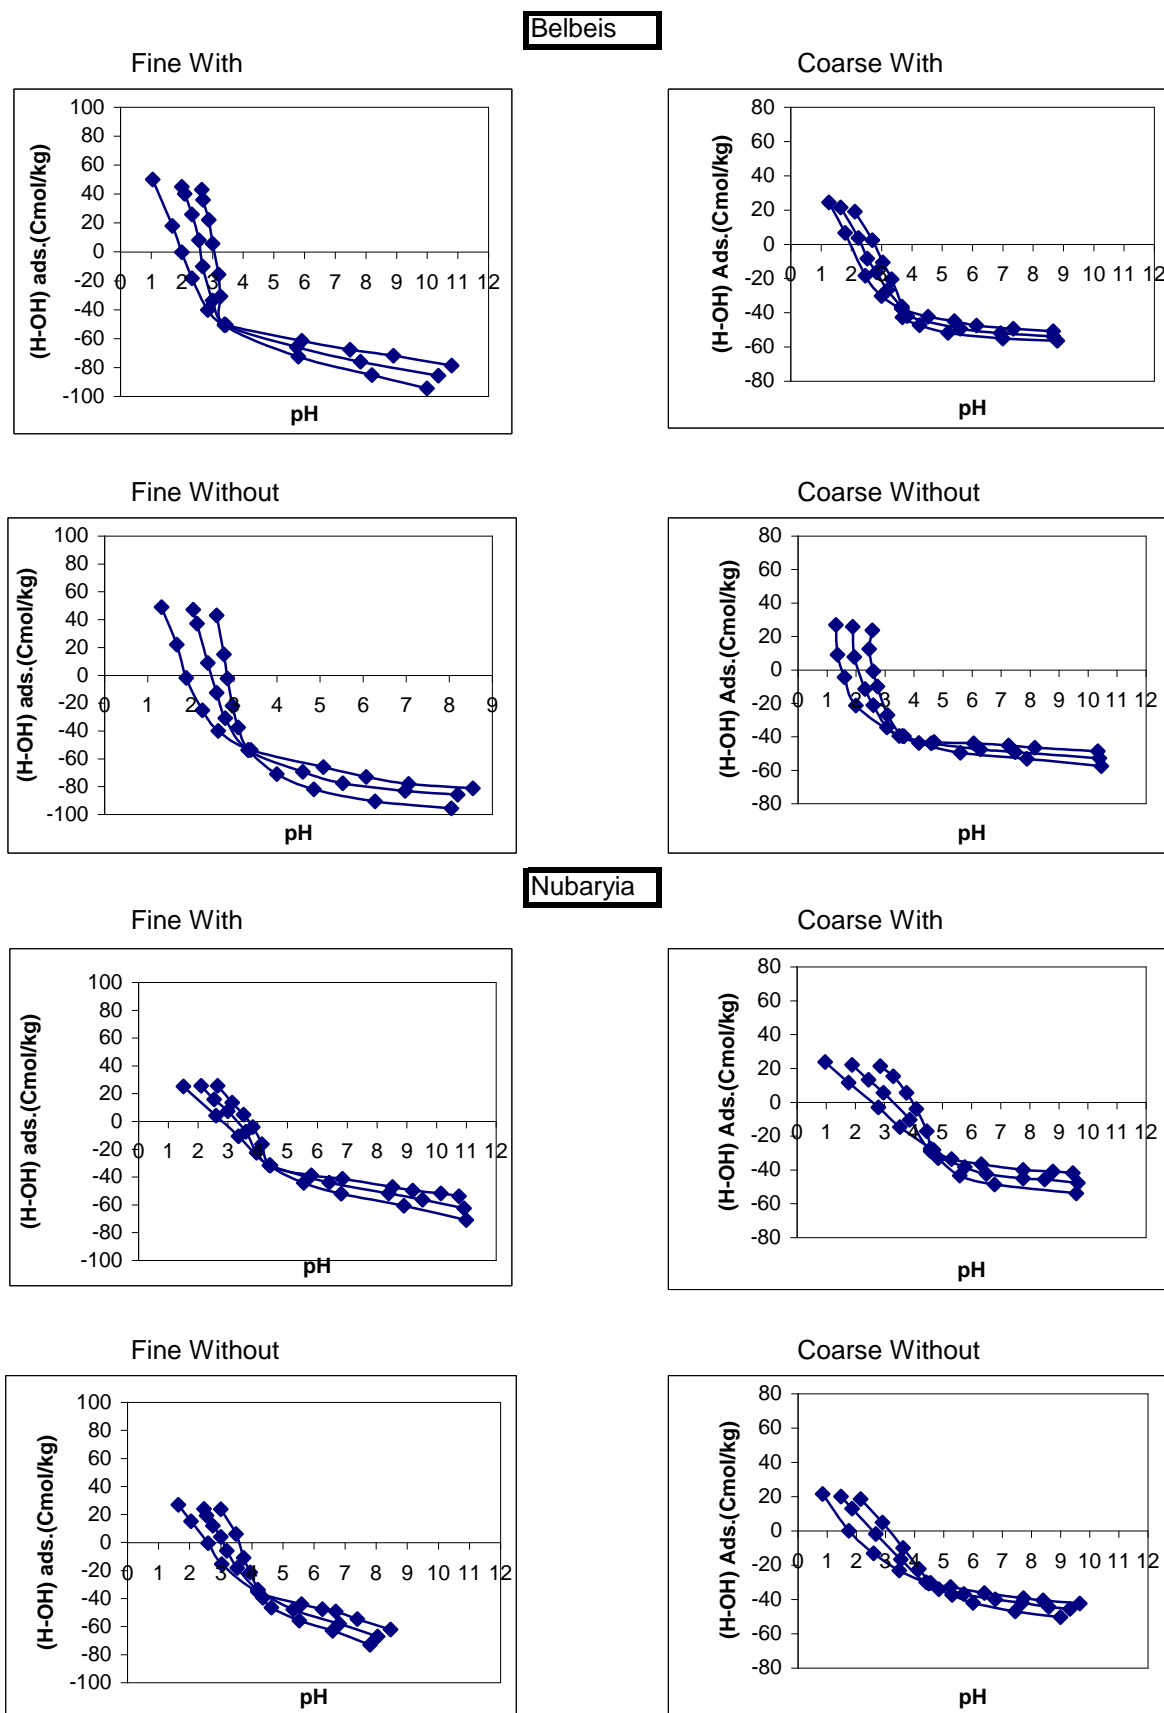 Belbeis
Fine With
Coarse With
(H-OH) ads.(Cmol/kg)
100
80
60
40
20
0
-20
-40
-60
-80
-100
0 1 2 3 4 5 6 7 8 9 10 11 12
pH
(H-OH) Ads.(Cmol/kg)
80
60
40
20
0
-20
-40
-60
-80
0 1 2 3 4 5 6 7 8 9 10 11 12
pH
Fine Without
Coarse Without
(H-OH) ads.(Cmol/kg)
100
80
60
40
20
0
-20
-40
-60
-80
-100
0 1 2 3 4 5 6 7 8 9
pH
(H-OH) Ads.(Cmol/kg)
80
60
40
20
0
-20
-40
-60
-80
0 1 2 3 4 5 6 7 8 9 10 11 12
pH
Nubaryia
Fine With
Coarse With
(H-OH) ads.(Cmol/kg)
100
80
60
40
20
0
-20
-40
-60
-80
-100
0 1 2 3 4 5 6 7 8 9 10 11 12
pH
(H-OH) Ads.(Cmol/kg)
80
60
40
20
0
-20
-40
-60
-80
0 1 2 3 4 5 6 7 8 9 10 11 12
pH
Fine Without
Coarse Without
(H-OH) ads.(Cmol/kg)
100
80
60
40
20
0
-20
-40
-60
-80
-100
0 1 2 3 4 5 6 7 8 9 10 11 12
pH
(H-OH) Ads.(Cmol/kg)
80
60
40
20
0
-20
-40
-60
-80
0 1 2 3 4 5 6 7 8 9 10 11 12
pH